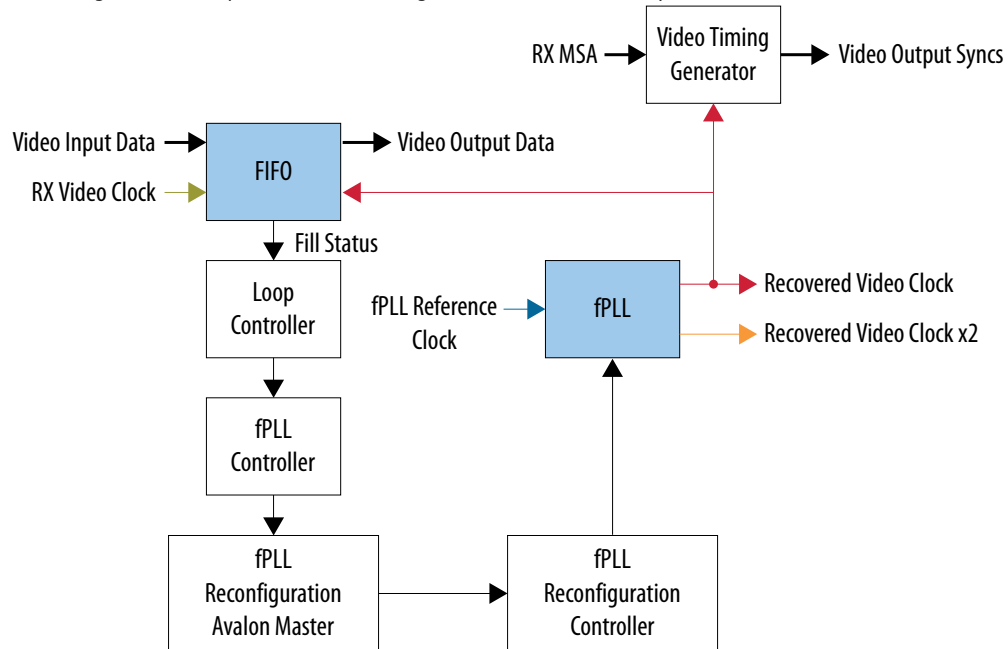 RX MSA
Video Timing
Generator
Video Output Syncs
Video Input Data
Video Output Data
FIFO
RX Video Clock
Fill Status
Loop
Controller
fPLL Reference
Clock
fPLL
Recovered Video Clock
Recovered Video Clock x2
fPLL
Controller
fPLL
Reconfiguration
Avalon Master
fPLL
Reconfiguration
Controller